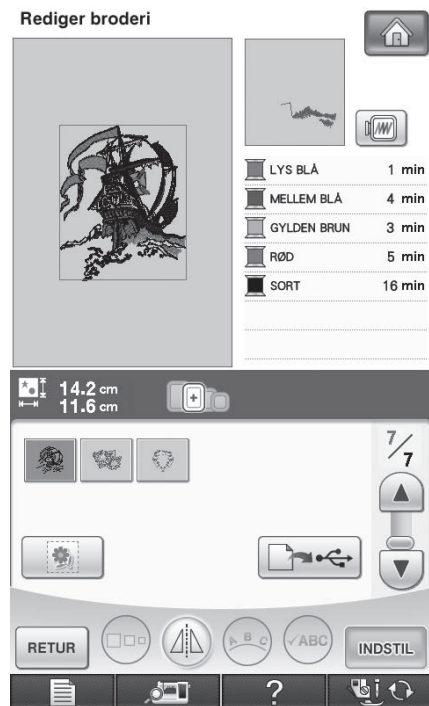 Rediger broderi
LYS BLÅ 1 min
MELLEM BLÅ 4 min
GYLDEN BRUN 3 min
RØD 5 min
SORT 16 min
14.2 cm
11.6 cm
7/7
RETUR
A B C
✓ABC
INDSTIL
?